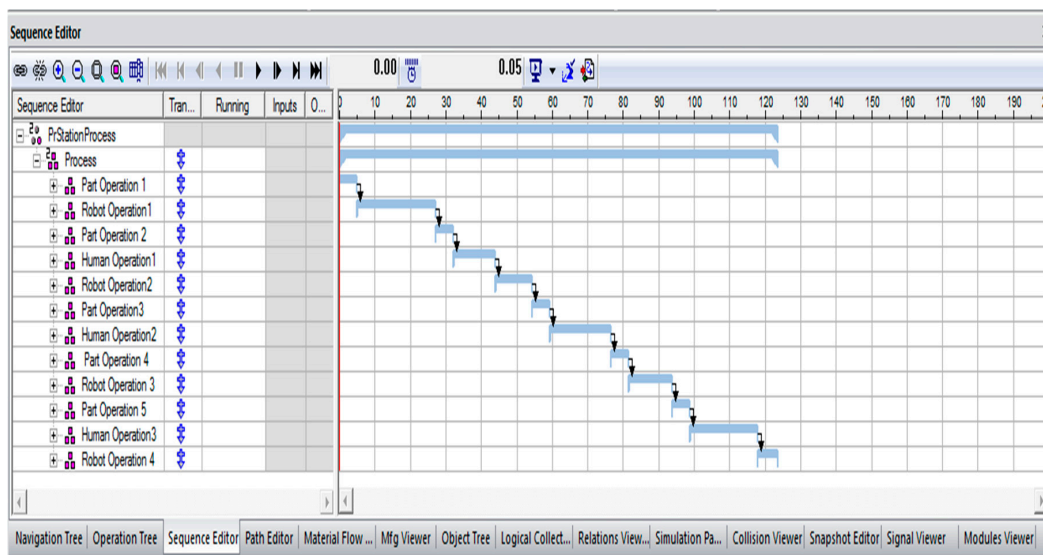 Sequence Editor
0.00 0.05
Sequence Editor Tran... Running Inputs O... 0 10 20 30 40 50 60 70 80 90 100 110 120 130 140 150 160 170 180 190
PrStationProcess
Process
Part Operation 1
Robot Operation1
Part Operation 2
Human Operation1
Robot Operation2
Part Operation3
Human Operation2
Part Operation 4
Robot Operation 3
Part Operation 5
Human Operation3
Robot Operation 4
Navigation Tree Operation Tree Sequence Editor Path Editor Material Flow ... Mfg Viewer Object Tree Logical Collect... Relations View... Simulation Pa... Collision Viewer Snapshot Editor Signal Viewer Modules Viewer